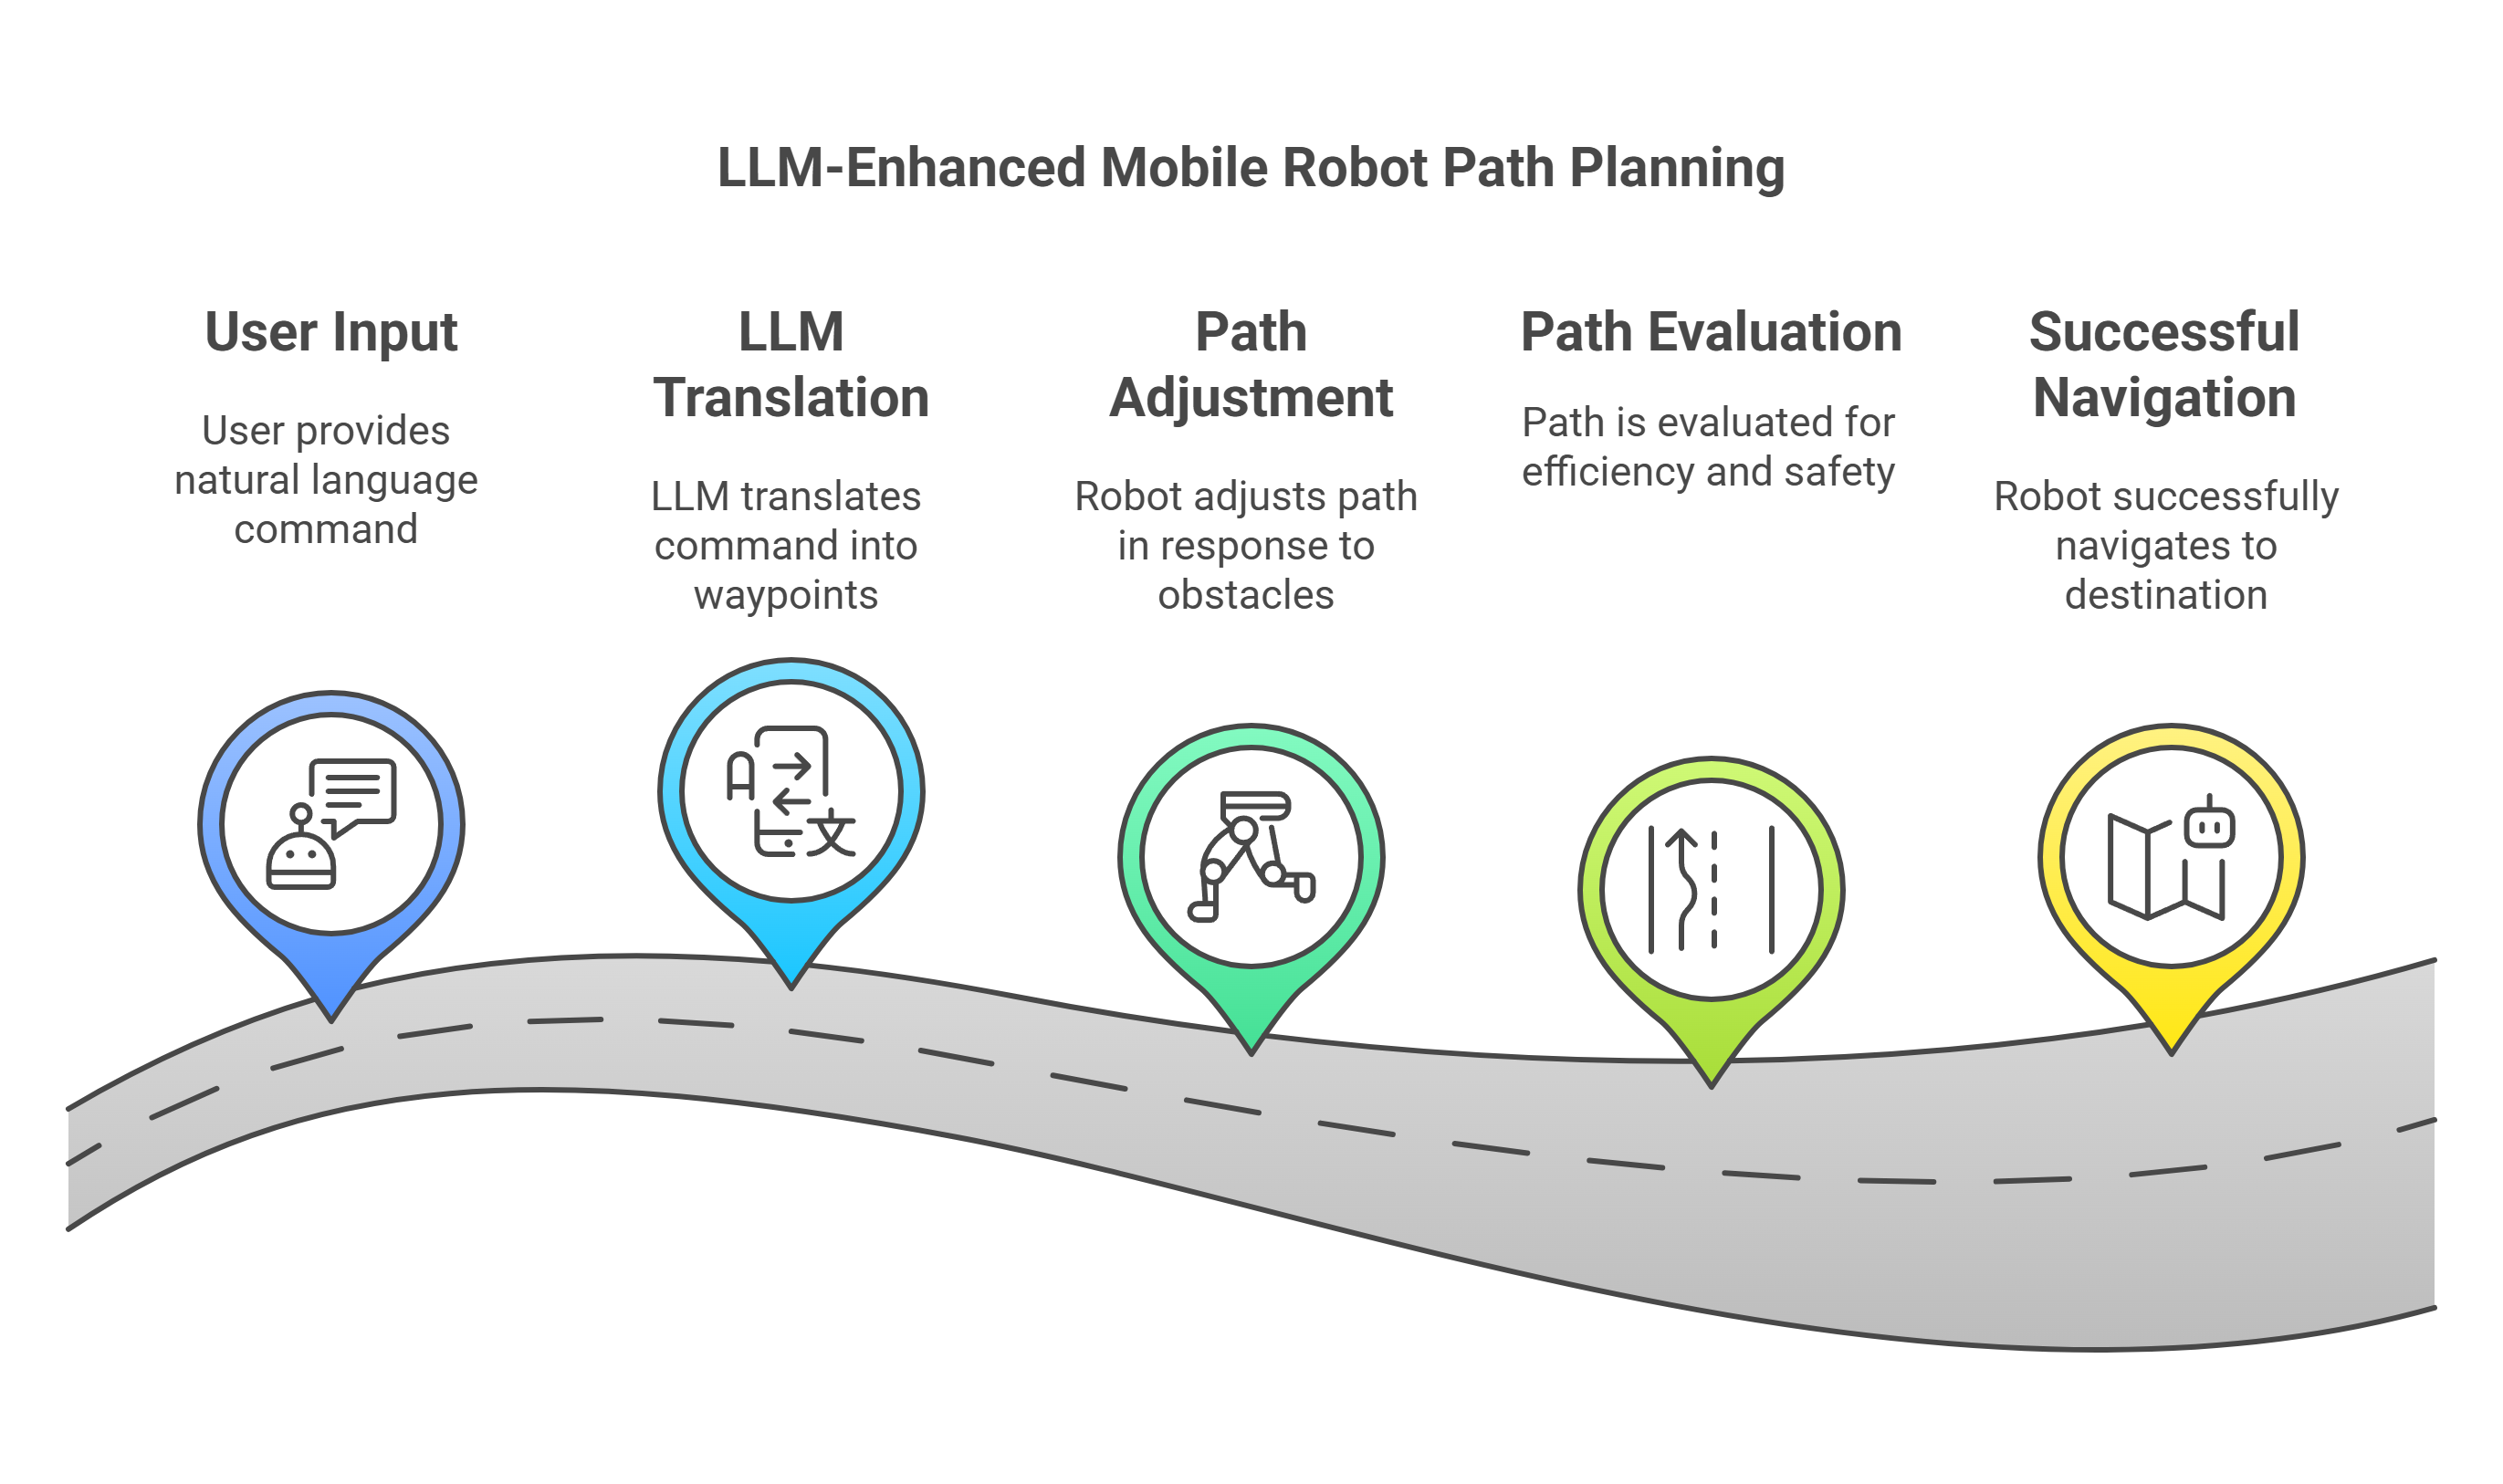 LLM-Enhanced Mobile Robot Path Planning
User Input
User provides
natural language
command
LLM
Translation
LLM translates
command into
waypoints
Path
Adjustment
Robot adjusts path
in response to
obstacles
Path Evaluation
Path is evaluated for
efficiency and safety
Successful
Navigation
Robot successfully
navigates to
destination